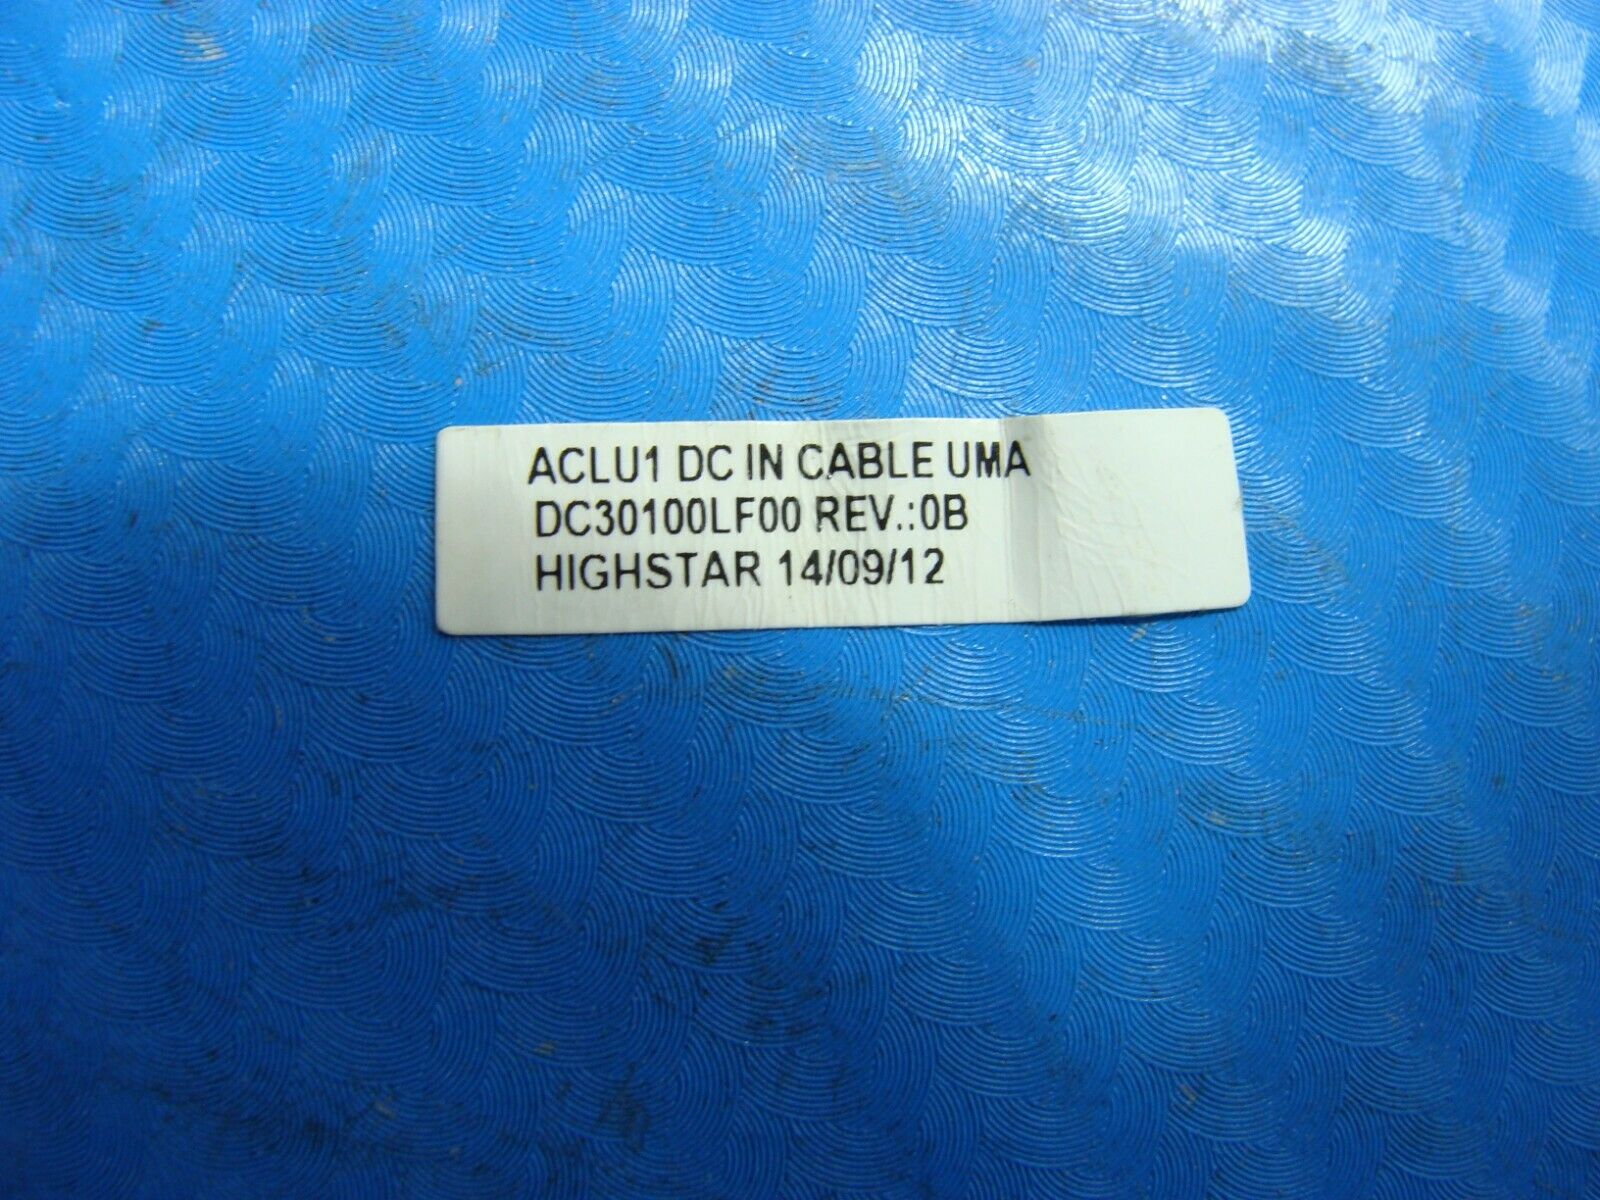 ACLU1 DC IN CABLE UMA
DC30100LF00 REV.:0B
HIGHSTAR 14/09/12